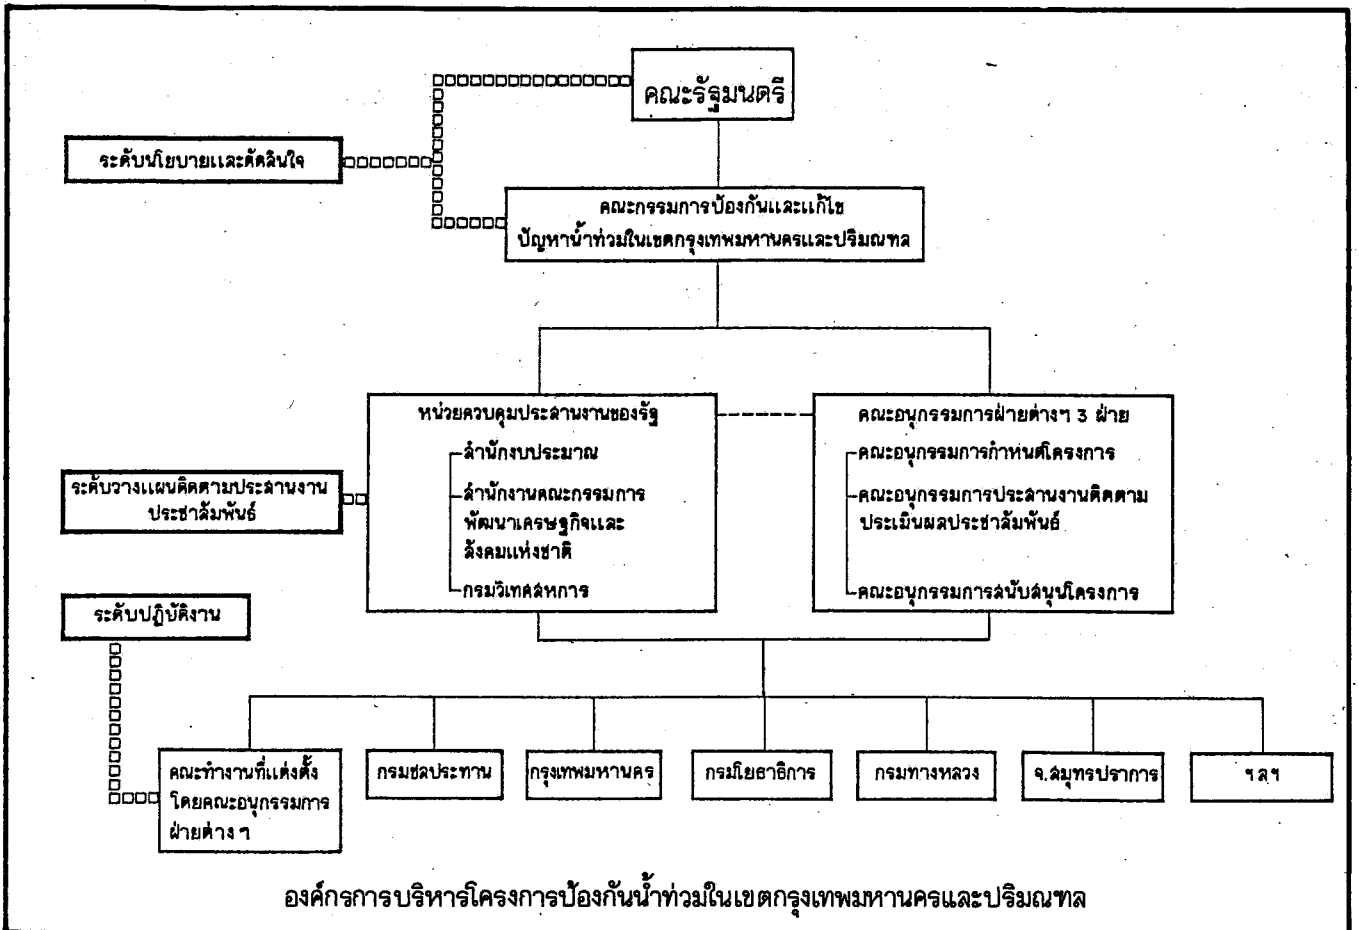 คณะรัฐมนตรี
ระดับนโยบายและตัดสินใจ
คณะกรรมการป้องกันและแก้ไข
ปัญหาน้ำท่วมในเขตกรุงเทพมหานครและปริมณฑล
หน่วยควบคุมประสานงานของรัฐ
สำนักงบประมาณ
สำนักงานคณะกรรมการ
พัฒนาเศรษฐกิจและ
สังคมแห่งชาติ
กรมวิเทศสหการ
คณะอนุกรรมการฝ่ายต่างๆ 3 ฝ่าย
คณะอนุกรรมการกำหนดโครงการ
คณะอนุกรรมการประสานงานติดตาม
ประเมินผลประชาสัมพันธ์
คณะอนุกรรมการสนับสนุนโครงการ
ระดับวางแผนติดตามประสานงาน
ประชาสัมพันธ์
ระดับปฏิบัติงาน
คณะทำงานที่แต่งตั้ง
โดยคณะอนุกรรมการ
ฝ่ายต่าง ๆ
กรมชลประทาน
กรุงเทพมหานคร
กรมโยธาธิการ
กรมทางหลวง
จ.สมุทรปราการ
ฯลฯ
องค์กรการบริหารโครงการป้องกันน้ำท่วมในเขตกรุงเทพมหานครและปริมณฑล